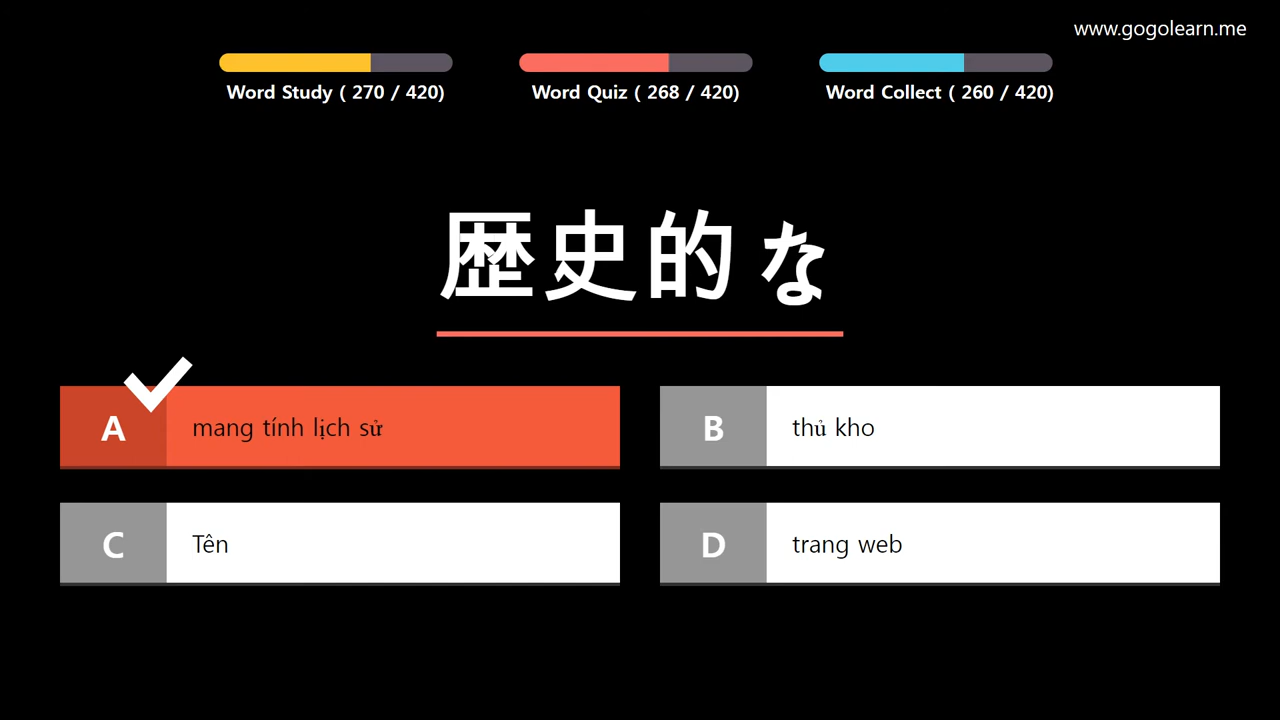 www.gogolearn.me
Word Study ( 270 / 420)
Word Quiz ( 268 / 420)
Word Collect ( 260 / 420)
歴史的な
A mang tính lịch sử
B thủ kho
C Tên
D trang web